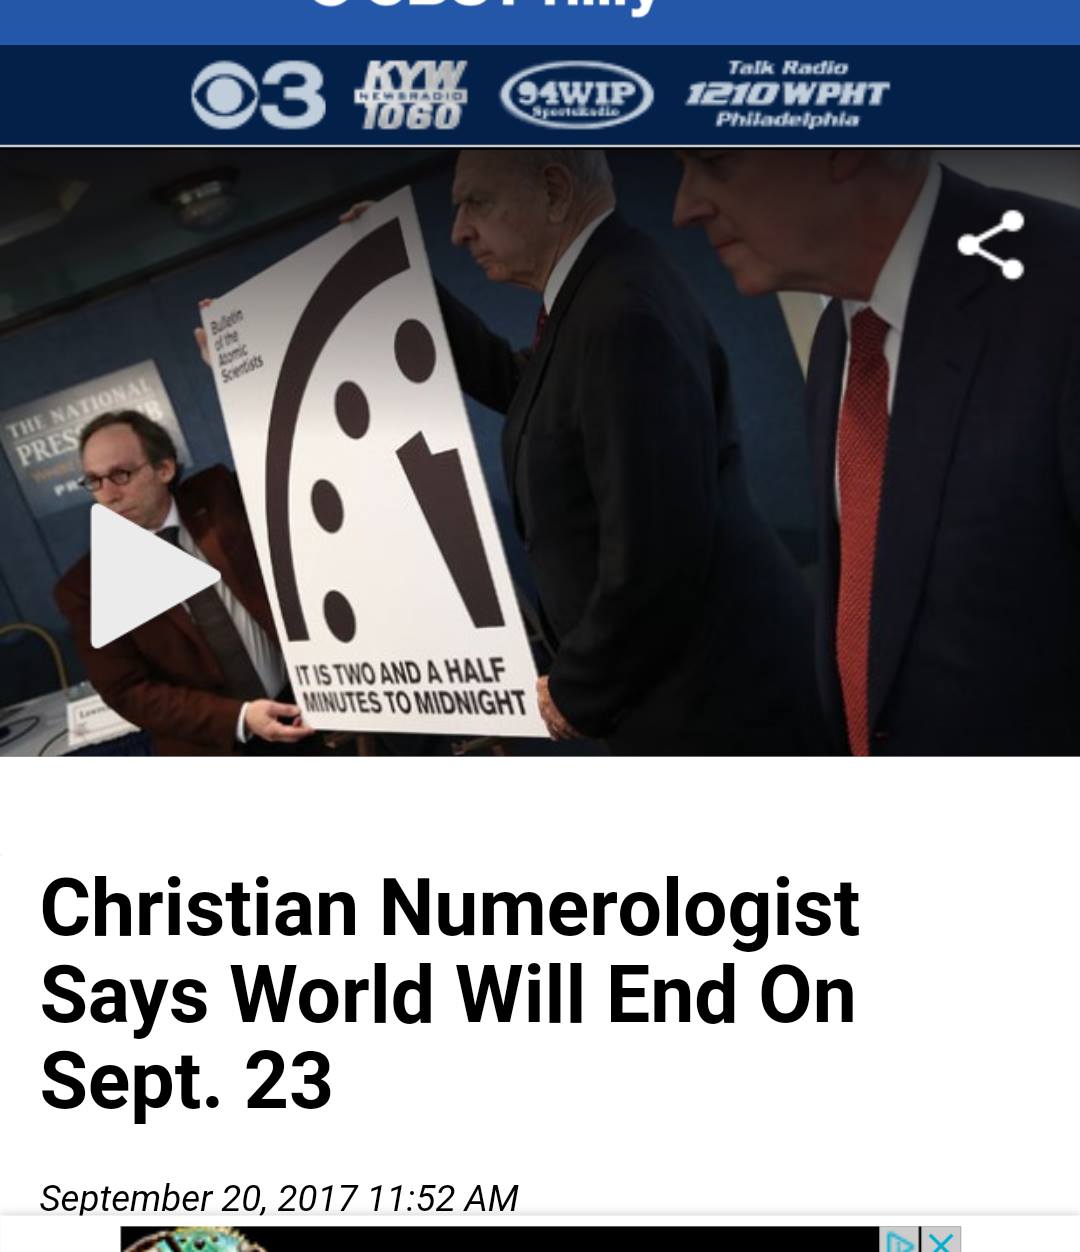 3
KYW
NEWSRADIO
1060
94WIP
SportsRadio
Talk Radio
1210 WPHT
Philadelphia
Bulletin
of the
Atomic
Scientists
THE NATIONAL
IT IS TWO AND A HALF
MINUTES TO MIDNIGHT
Christian Numerologist
Says World Will End On
Sept. 23
September 20, 2017 11:52 AM